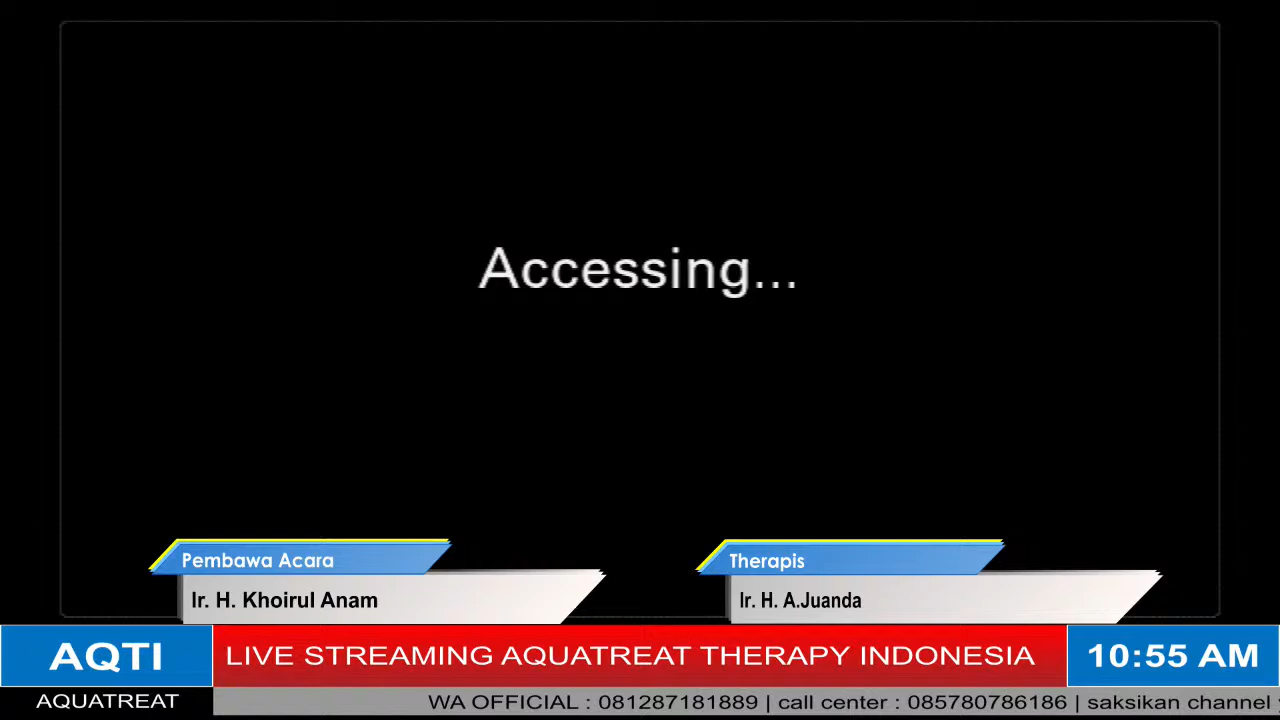 Accessing...
Pembawa Acara
Ir. H. Khoirul Anam
Therapis
Ir. H. A.Juanda
AQTI
LIVE STREAMING AQUATREAT THERAPY INDONESIA
10:55 AM
AQUATREAT
WA OFFICIAL : 081287181889 | call center : 085780786186 | saksikan channel